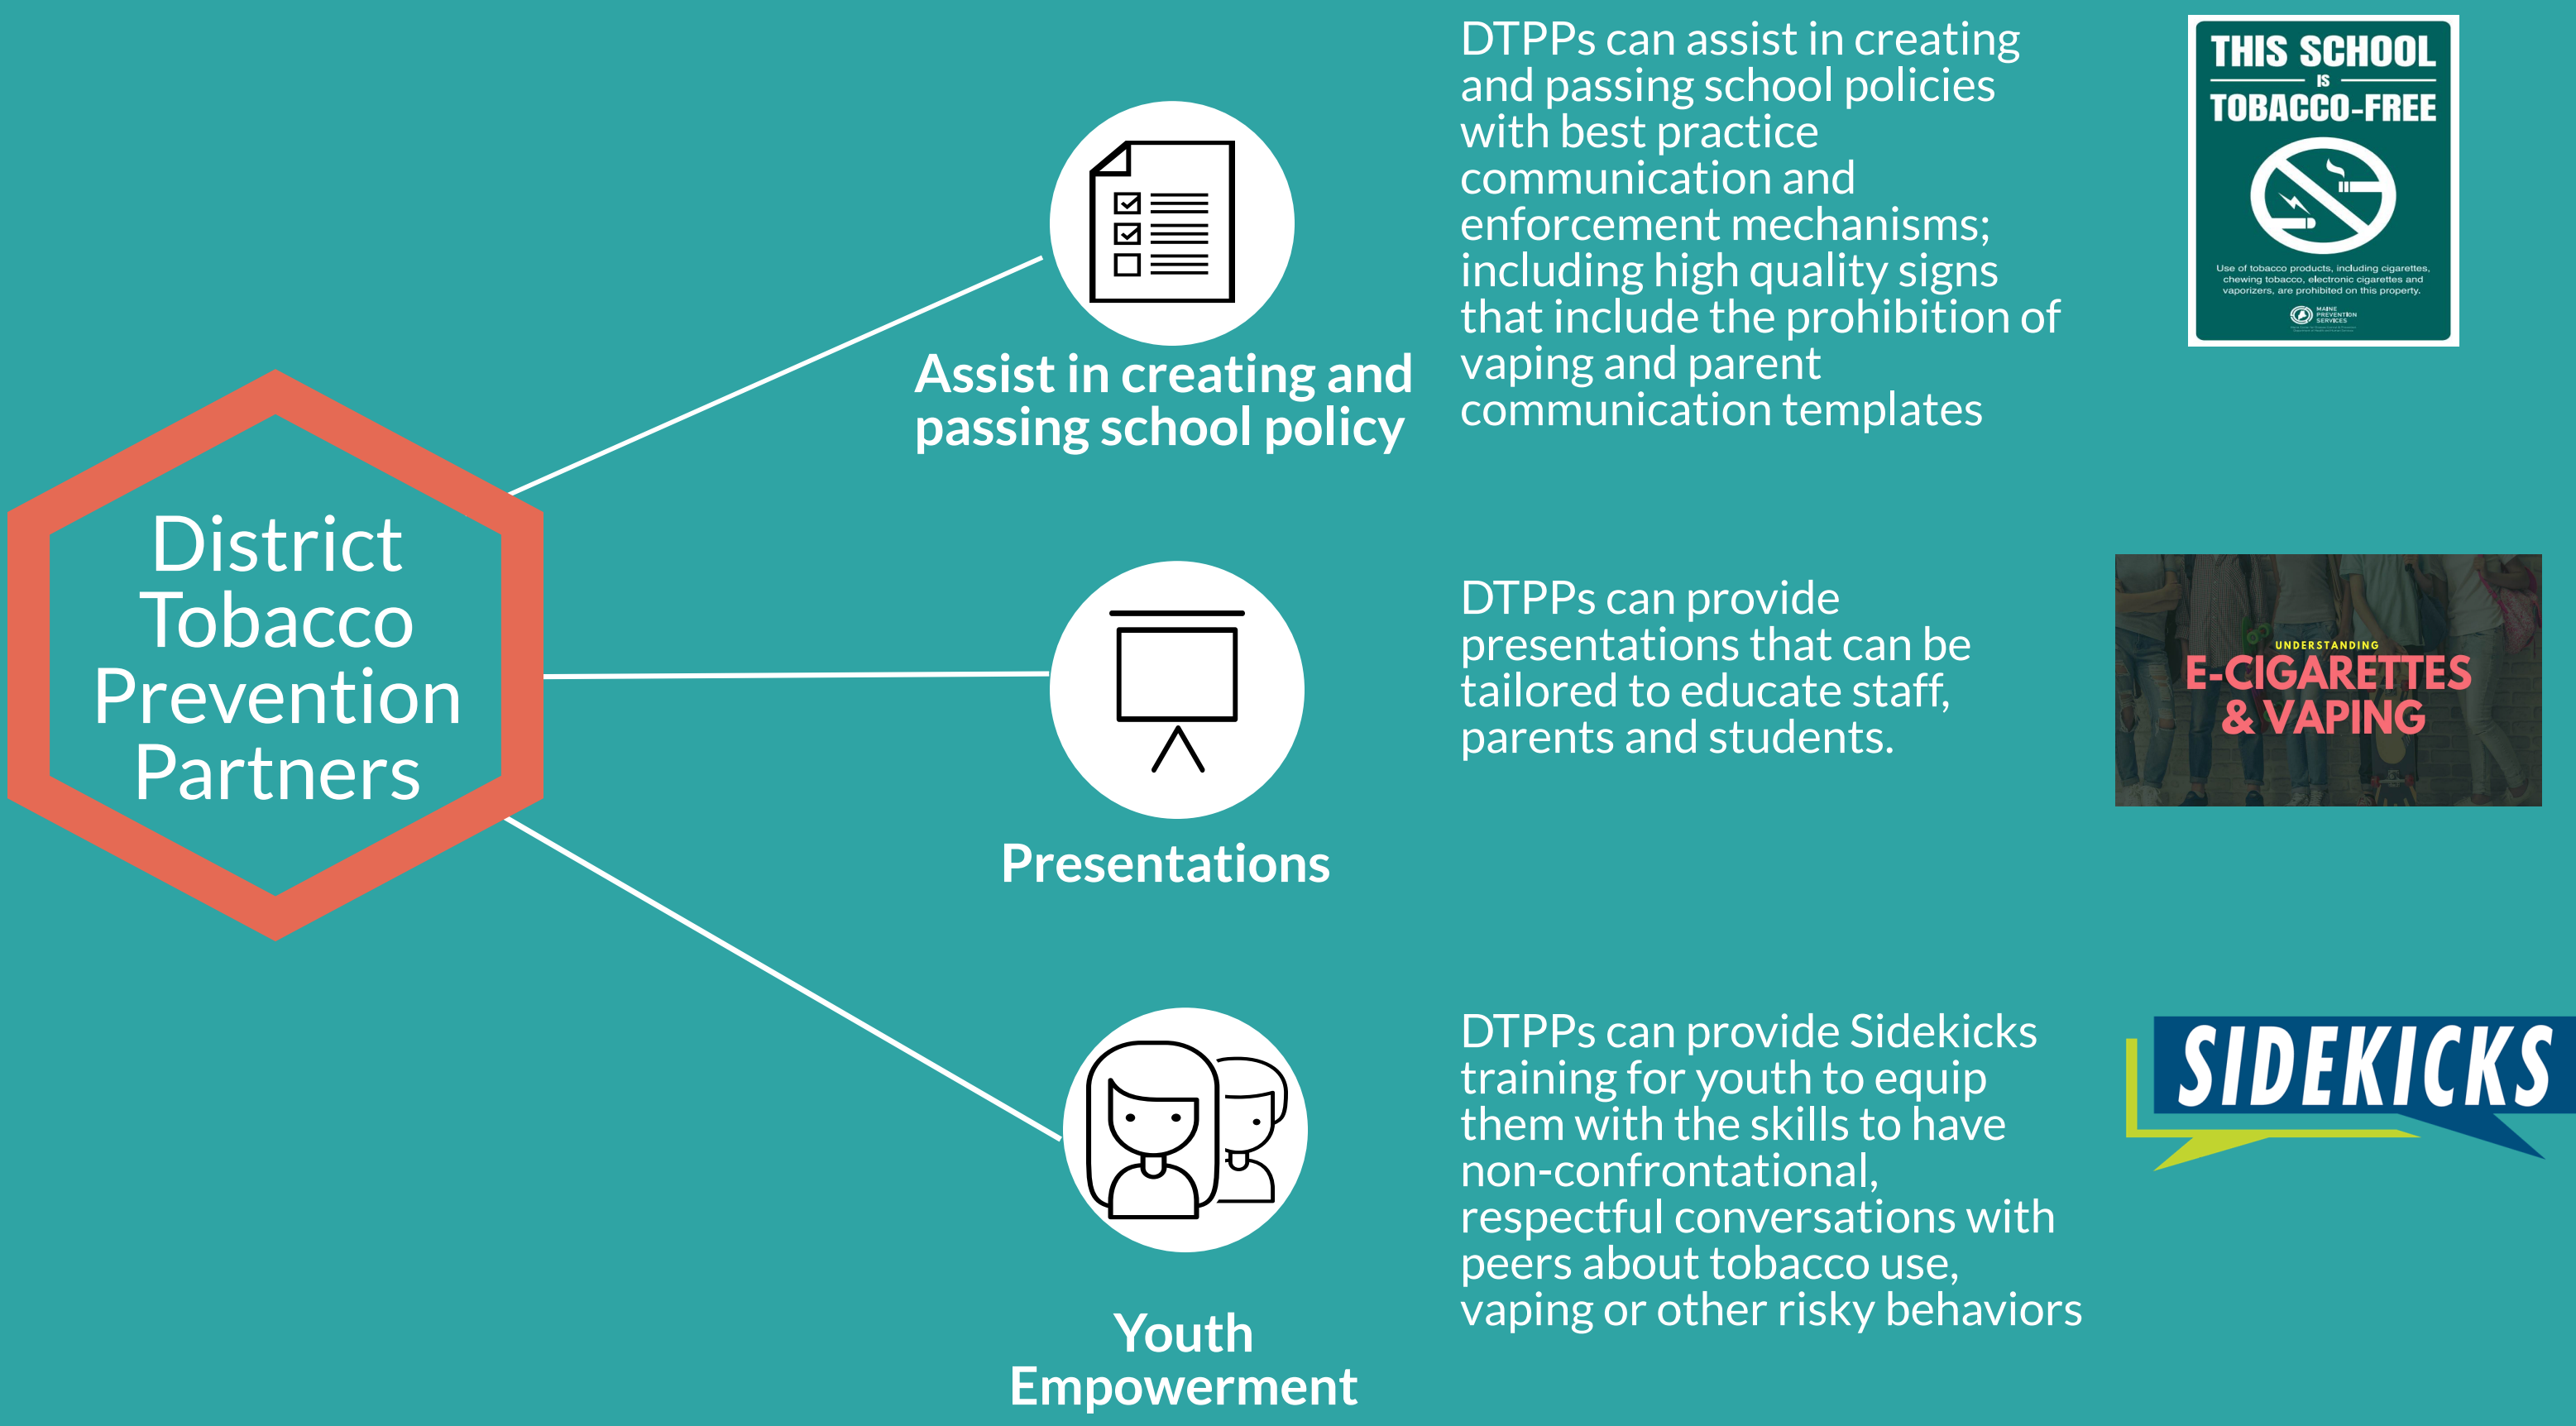 District
Tobacco
Prevention
Partners
Assist in creating and
passing school policy
DTPPs can assist in creating
and passing school policies
with best practice
communication and
enforcement mechanisms;
including high quality signs
that include the prohibition of
vaping and parent
communication templates
THIS SCHOOL
IS
TOBACCO-FREE
Use of tobacco products, including cigarettes,
chewing tobacco, electronic cigarettes and
vaporizers, are prohibited on this property.
MAINE
PREVENTION
SERVICES
Presentations
DTPPs can provide
presentations that can be
tailored to educate staff,
parents and students.
UNDERSTANDING
E-CIGARETTES
& VAPING
Youth
Empowerment
DTPPs can provide Sidekicks
training for youth to equip
them with the skills to have
non-confrontational,
respectful conversations with
peers about tobacco use,
vaping or other risky behaviors
SIDEKICKS